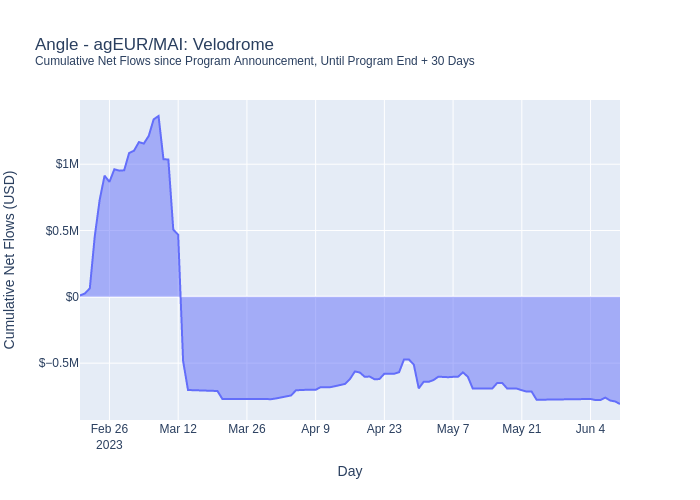 Angle - agEUR/MAI: Velodrome
Cumulative Net Flows since Program Announcement, Until Program End + 30 Days
Cumulative Net Flows (USD)
$1M
$0.5M
$0
$−0.5M
Feb 26
2023
Mar 12
Mar 26
Apr 9
Apr 23
May 7
May 21
Jun 4
Day